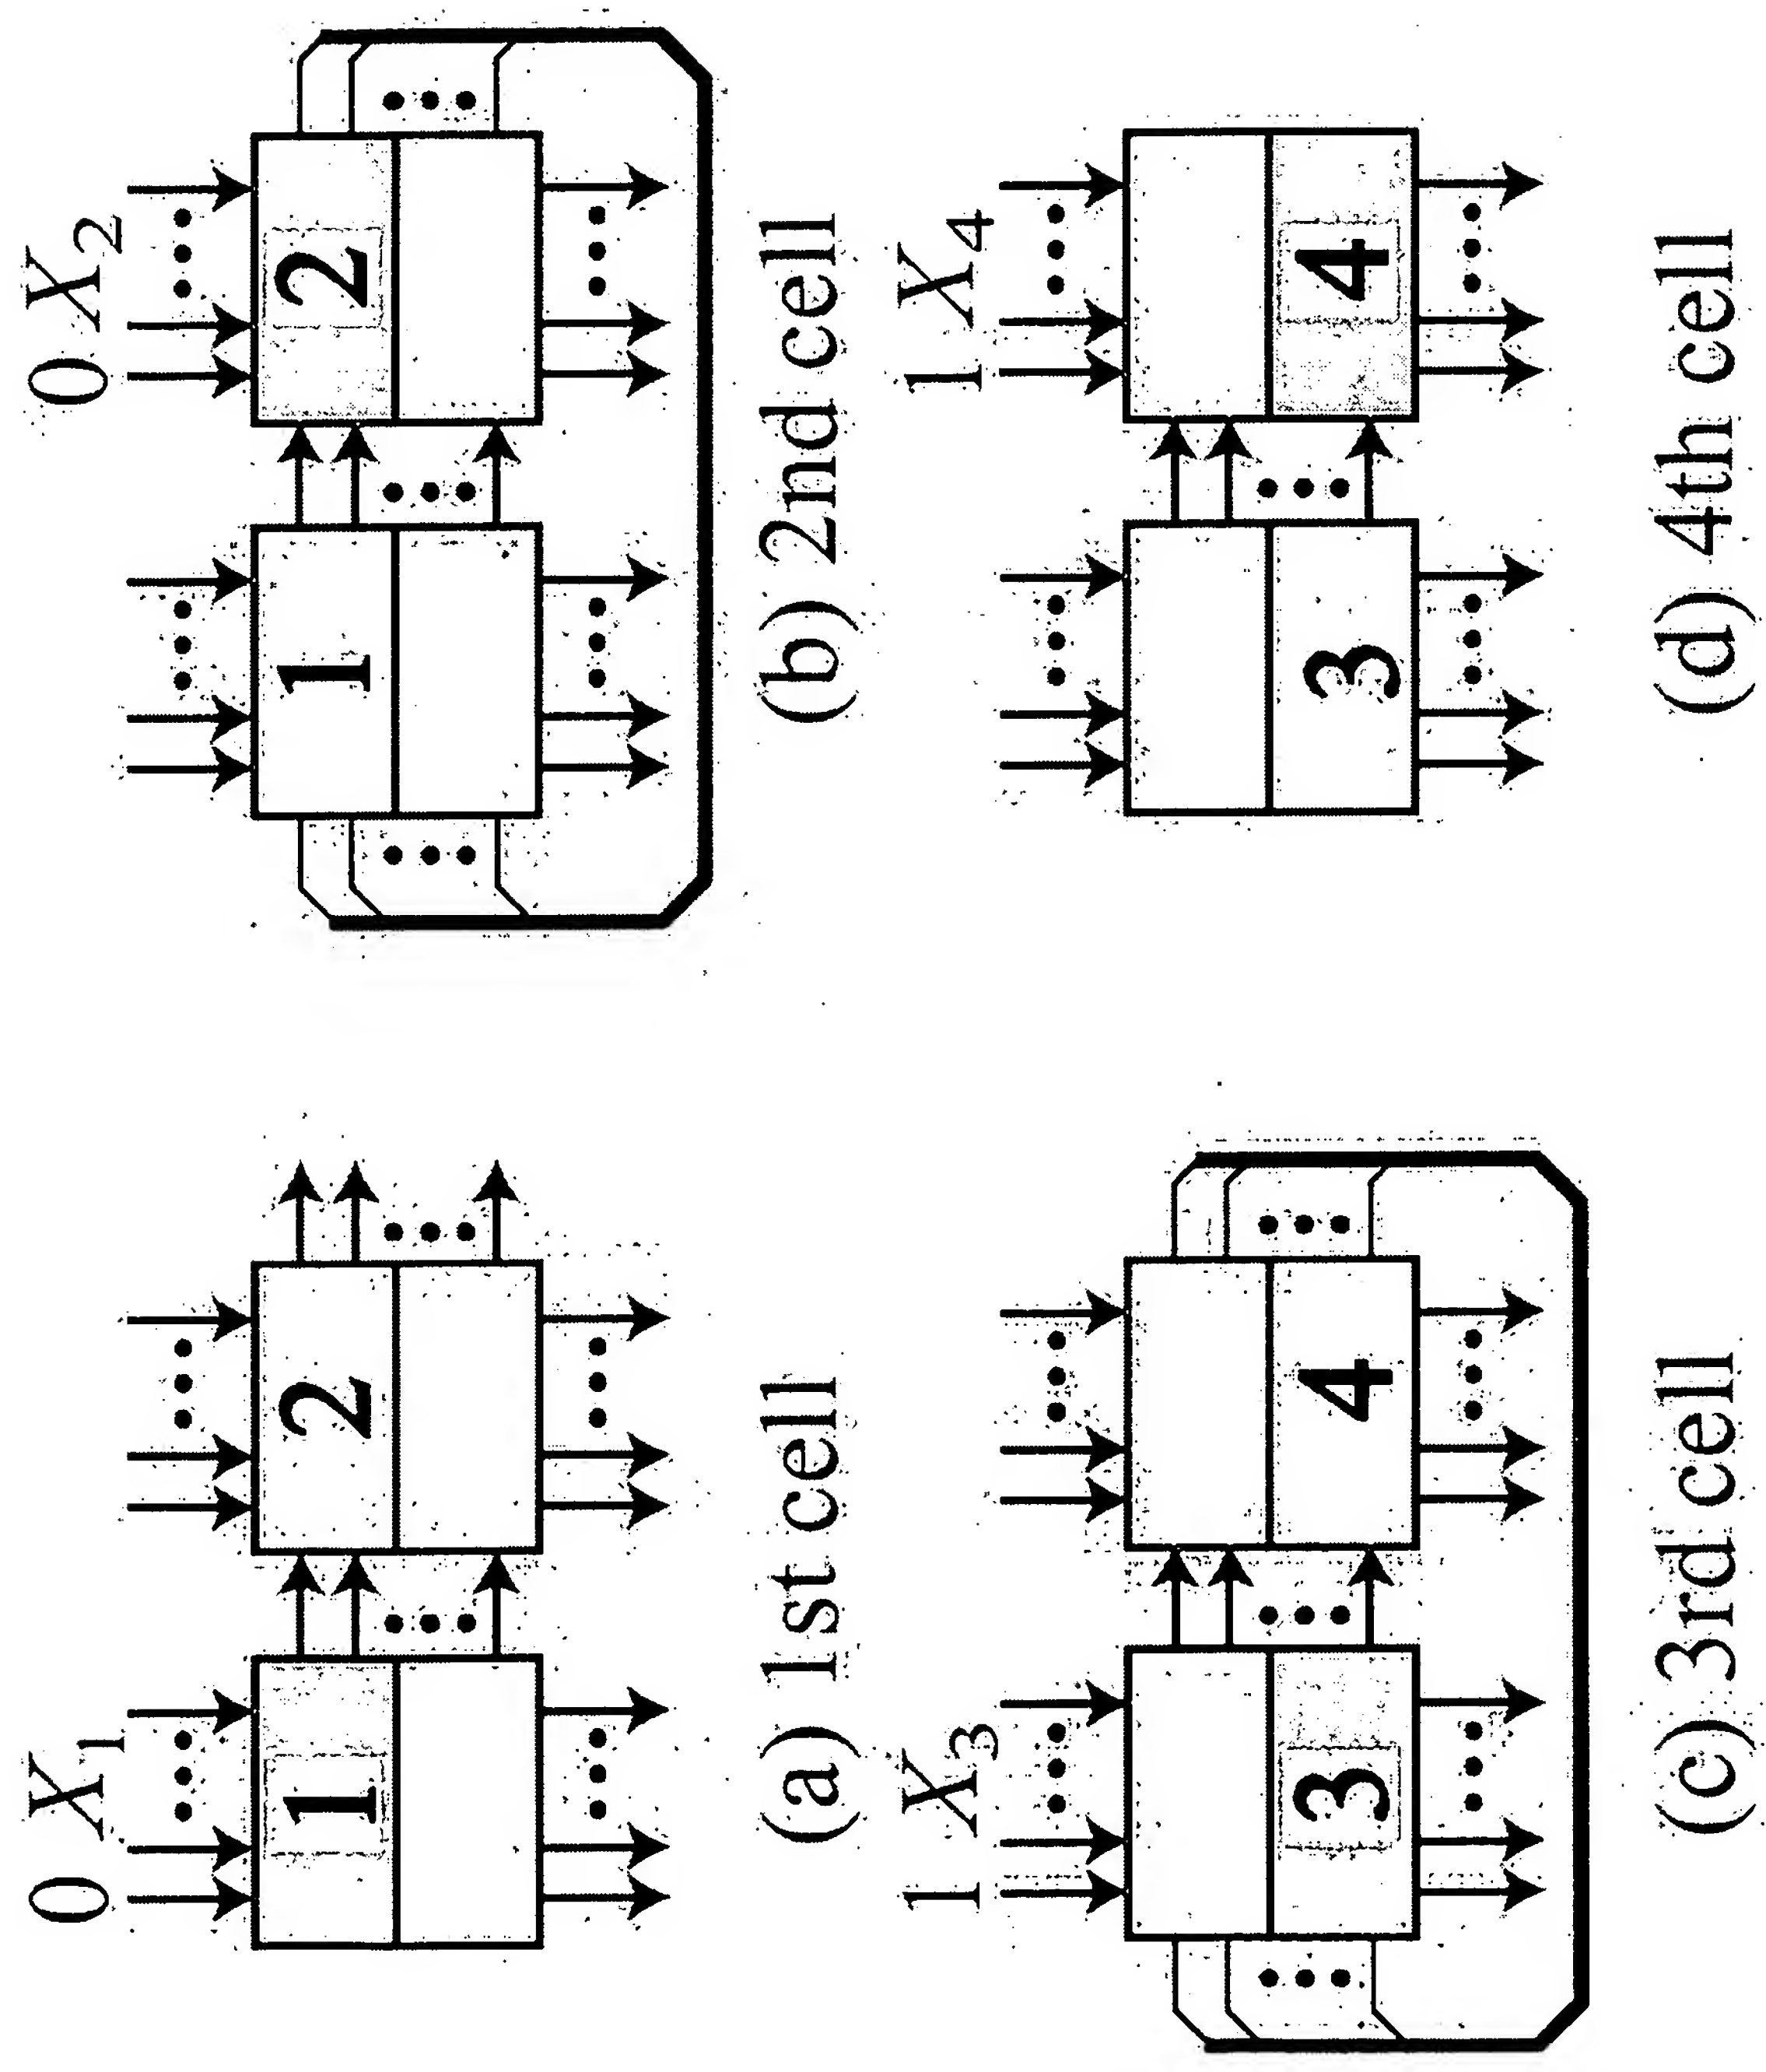 0 X₁
1
2
(a) 1st cell
0 X₂
1
2
(b) 2nd cell
1 X₃
3
4
(c) 3rd cell
1 X₄
3
4
(d) 4th cell